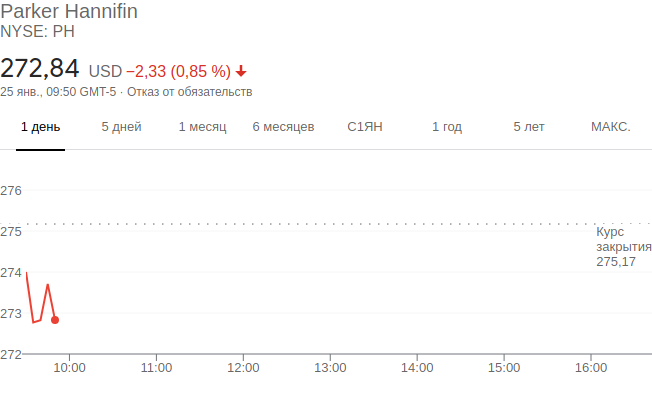 Parker Hannifin
NYSE: PH
272,84 USD −2,33 (0,85 %)
25 янв., 09:50 GMT-5 · Отказ от обязательств
1 день 5 дней 1 месяц 6 месяцев С1ЯН 1 год 5 лет МАКС.
276
275
Курс
закрытия
275,17
274
273
272
10:00 11:00 12:00 13:00 14:00 15:00 16:00